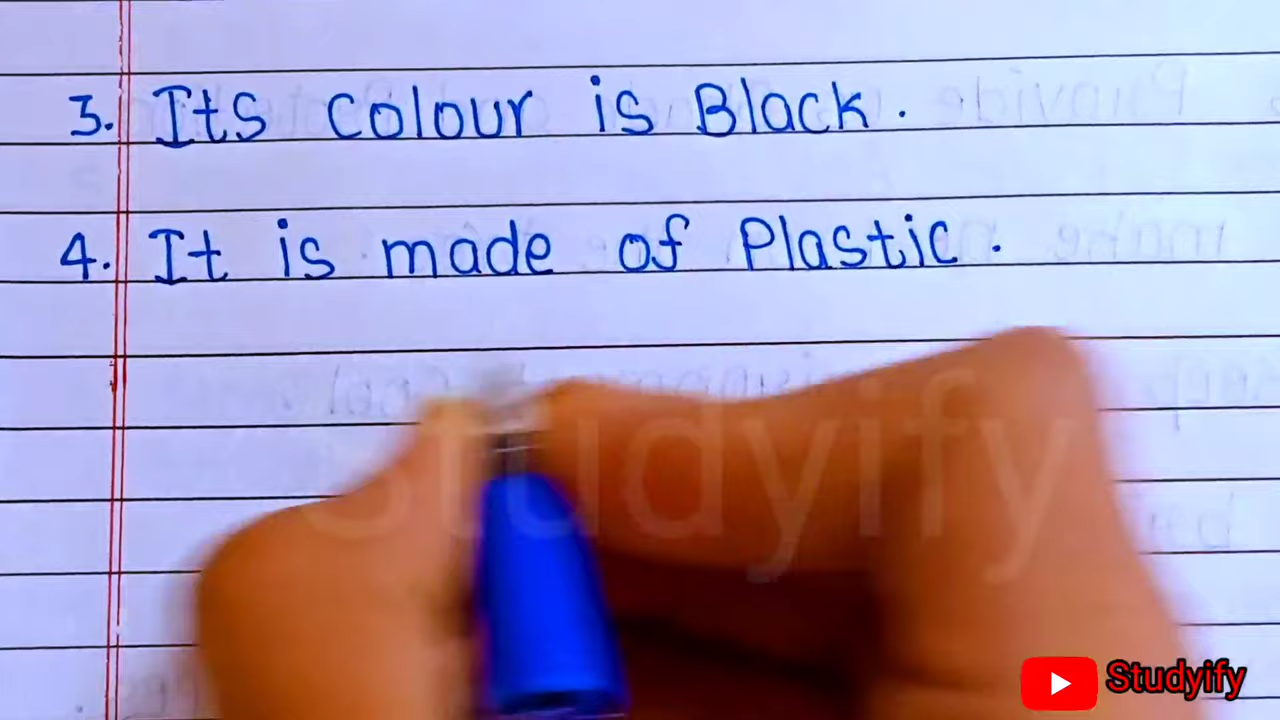 3. Its colour is Black.
4. It is made of Plastic.
Studyify
Studyify